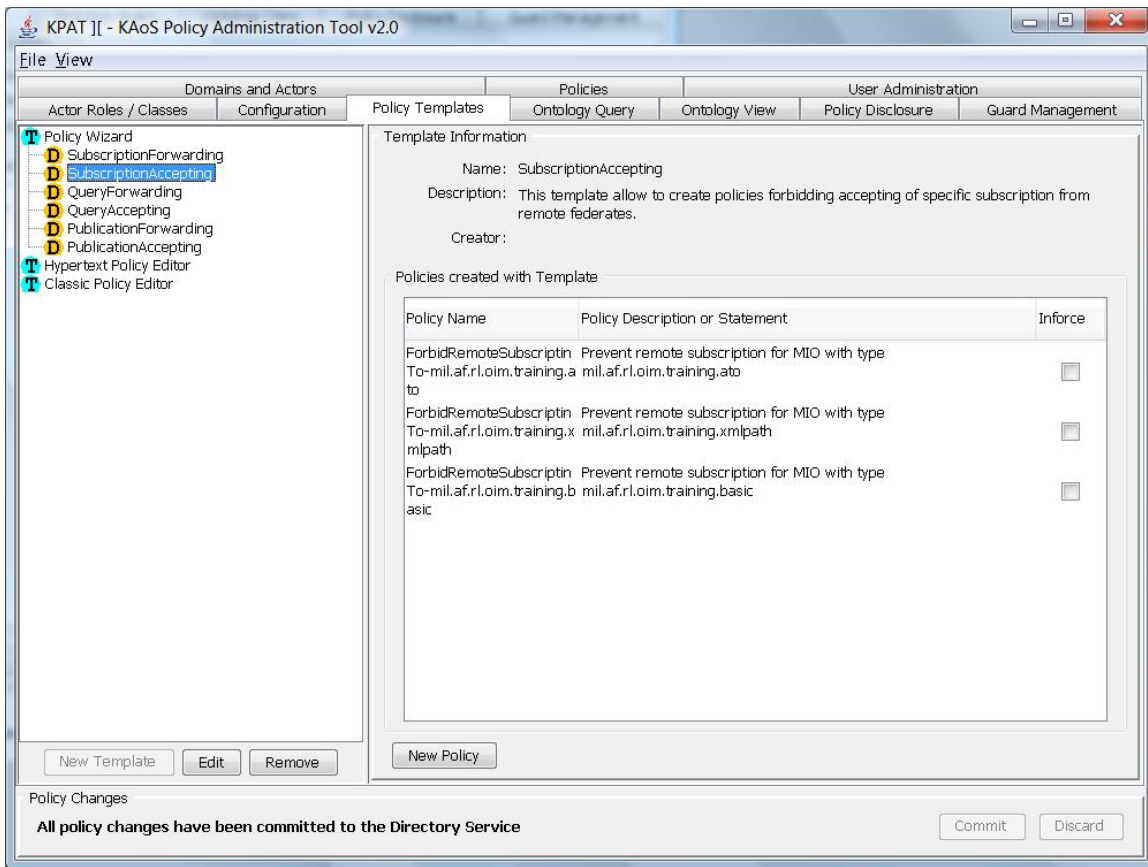 KPAT ][ - KAoS Policy Administration Tool v2.0
File View
Domains and Actors Policies User Administration
Actor Roles / Classes Configuration Policy Templates Ontology Query Ontology View Policy Disclosure Guard Management
T Policy Wizard
D SubscriptionForwarding
D SubscriptionAccepting
D QueryForwarding
D QueryAccepting
D PublicationForwarding
D PublicationAccepting
T Hypertext Policy Editor
T Classic Policy Editor
New Template Edit Remove
Template Information
Name: SubscriptionAccepting
Description: This template allow to create policies forbidding accepting of specific subscription from
remote federates.
Creator:
Policies created with Template
Policy Name Policy Description or Statement Inforce
ForbidRemoteSubscriptin Prevent remote subscription for MIO with type
To-mil.af.rl.oim.training.a mil.af.rl.oim.training.ato
to
ForbidRemoteSubscriptin Prevent remote subscription for MIO with type
To-mil.af.rl.oim.training.x mil.af.rl.oim.training.xmlpath
mlpath
ForbidRemoteSubscriptin Prevent remote subscription for MIO with type
To-mil.af.rl.oim.training.b mil.af.rl.oim.training.basic
asic
New Policy
Policy Changes
All policy changes have been committed to the Directory Service
Commit Discard